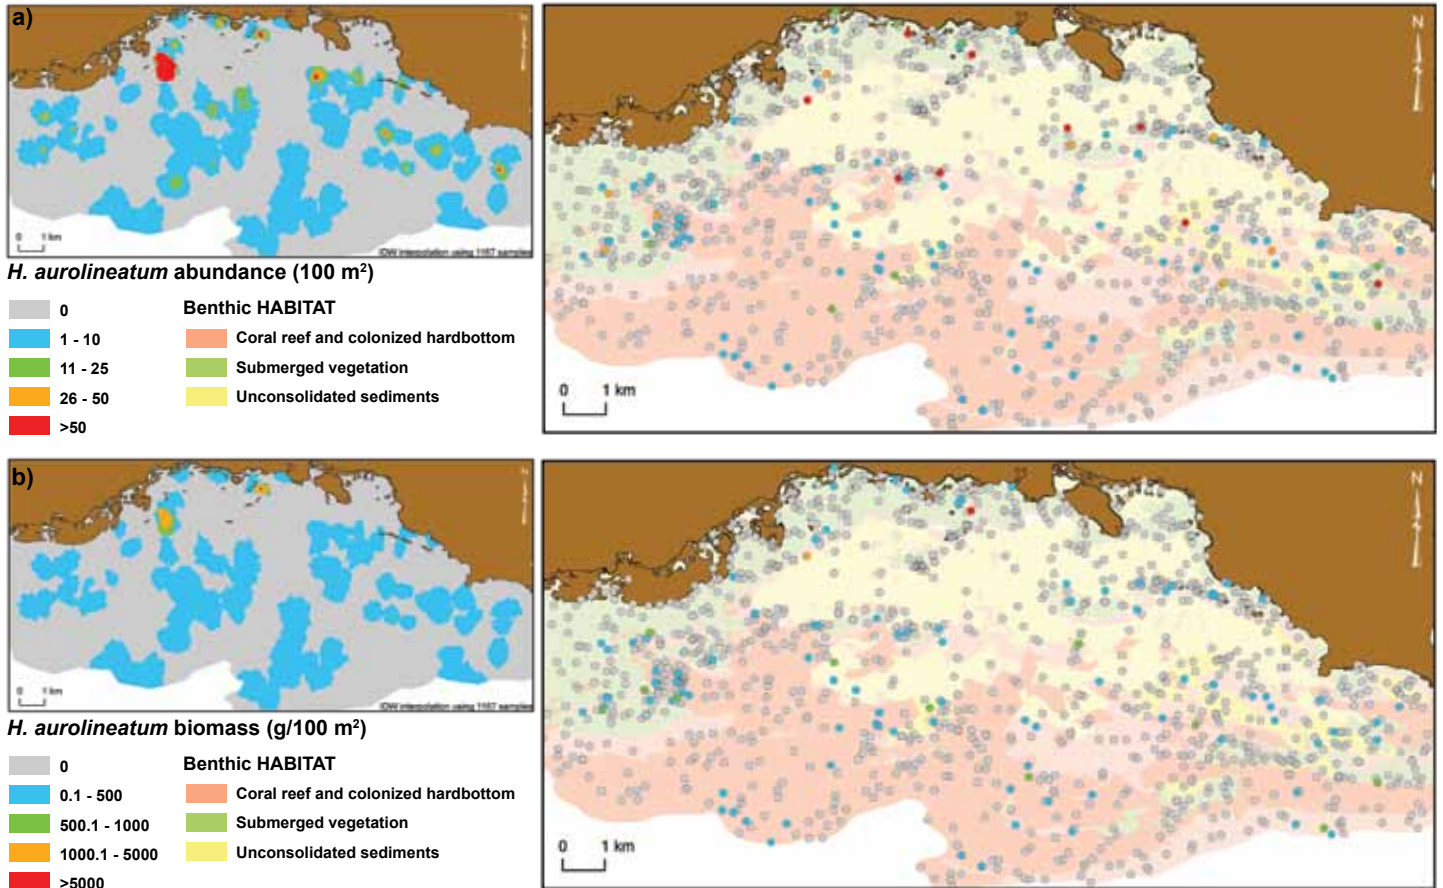 a)
N
0 1 km
IDW interpolation using 1167 samples
N
0 1 km
H. aurolineatum abundance (100 m²)
0
1 - 10
11 - 25
26 - 50
>50
Benthic HABITAT
Coral reef and colonized hardbottom
Submerged vegetation
Unconsolidated sediments
b)
N
0 1 km
IDW interpolation using 1167 samples
N
0 1 km
H. aurolineatum biomass (g/100 m²)
0
0.1 - 500
500.1 - 1000
1000.1 - 5000
>5000
Benthic HABITAT
Coral reef and colonized hardbottom
Submerged vegetation
Unconsolidated sediments